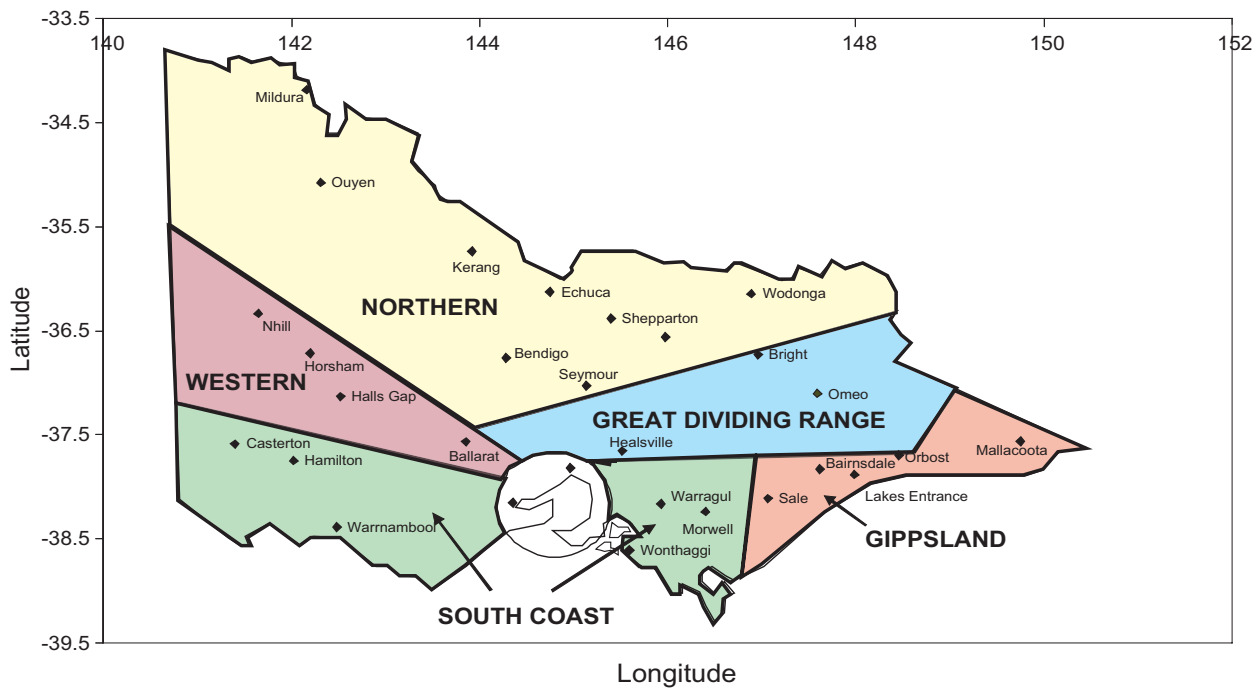 -33.5
140
142
144
146
148
150
152
Mildura
-34.5
Ouyen
-35.5
Kerang
Echuca
Wodonga
NORTHERN
Shepparton
Nhill
-36.5
Bendigo
Bright
Horsham
Seymour
WESTERN
Halls Gap
Omeo
GREAT DIVIDING RANGE
-37.5
Casterton
Healsville
Mallacoota
Ballarat
Orbost
Hamilton
Bairnsdale
Warragul
Sale
Lakes Entrance
Warrnambool
Morwell
-38.5
GIPPSLAND
Wonthaggi
SOUTH COAST
-39.5
Latitude
Longitude